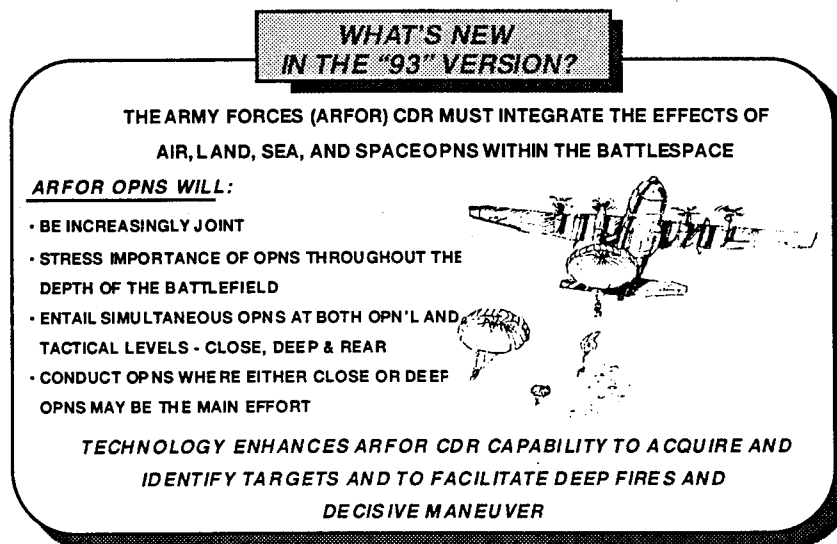 WHAT'S NEW
IN THE "93" VERSION?
THE ARMY FORCES (ARFOR) CDR MUST INTEGRATE THE EFFECTS OF
AIR, LAND, SEA, AND SPACEOPNS WITHIN THE BATTLESPACE
ARFOR OPNS WILL:
• BE INCREASINGLY JOINT
• STRESS IMPORTANCE OF OPNS THROUGHOUT THE
DEPTH OF THE BATTLEFIELD
• ENTAIL SIMULTANEOUS OPNS AT BOTH OPN'L AND
TACTICAL LEVELS - CLOSE, DEEP & REAR
• CONDUCT OPNS WHERE EITHER CLOSE OR DEEP
OPNS MAY BE THE MAIN EFFORT
TECHNOLOGY ENHANCES ARFOR CDR CAPABILITY TO ACQUIRE AND
IDENTIFY TARGETS AND TO FACILITATE DEEP FIRES AND
DECISIVE MANEUVER